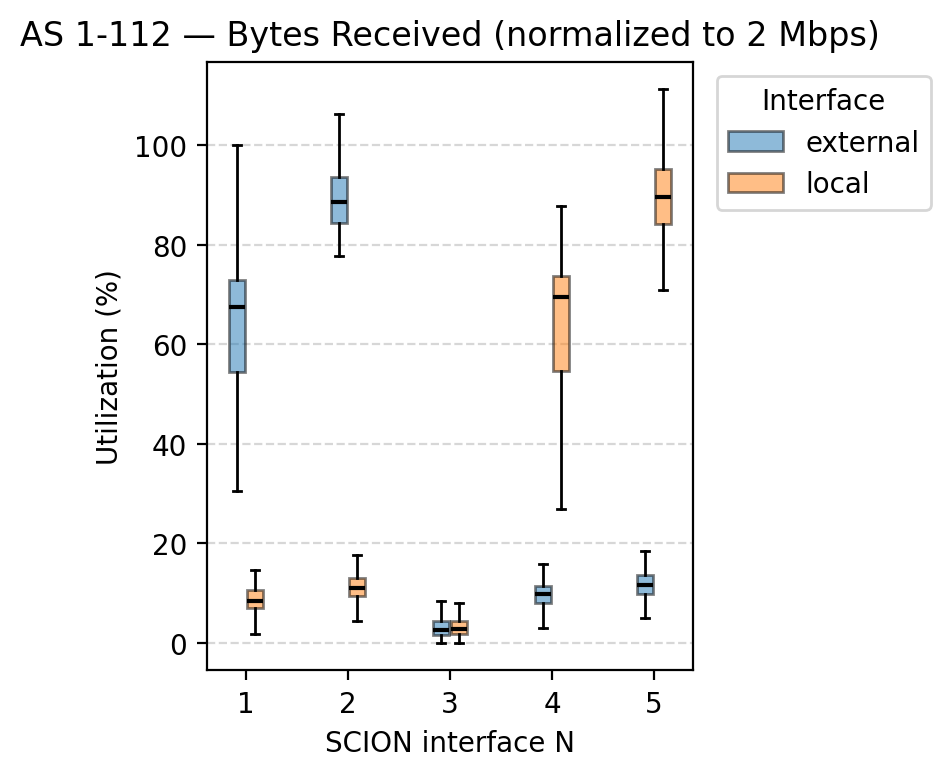 AS 1-112 — Bytes Received (normalized to 2 Mbps)
Interface
external
local
Utilization (%)
100
80
60
40
20
0
1 2 3 4 5
SCION interface N